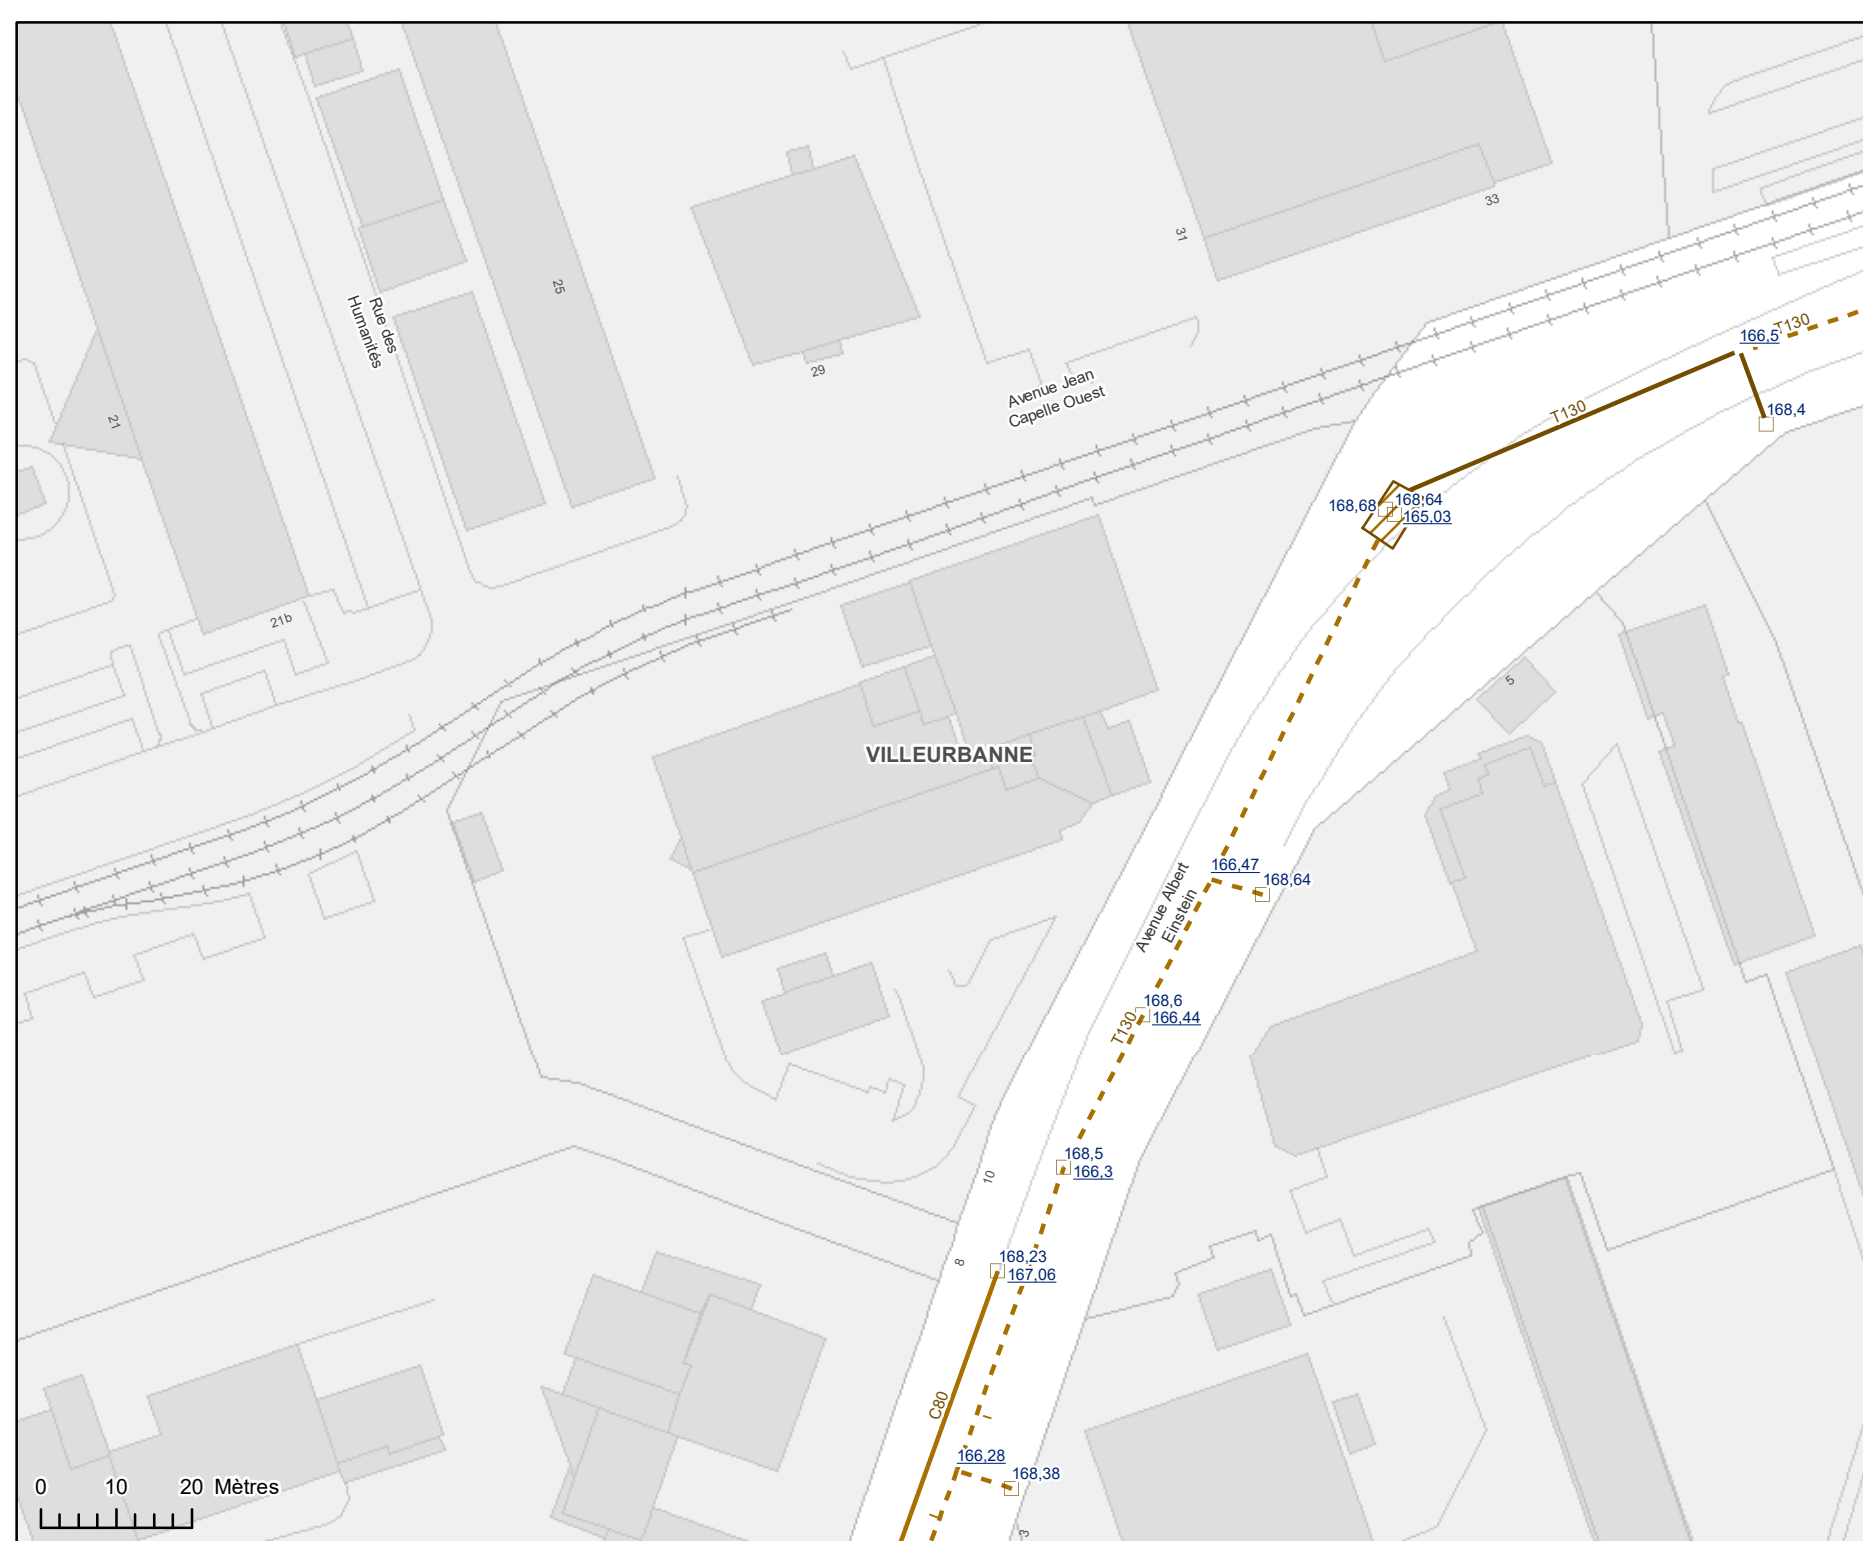 33
31
Rue des
Humanités
25
T130
166,5
29
Avenue Jean
Capelle Ouest
T130
168,4
21
168,68
168,64
165,03
21b
5
VILLEURBANNE
166,47
168,64
Avenue Albert
Einstein
168,6
166,44
T130
168,5
166,3
10
168,23
167,06
8
C80
166,28
168,38
0 10 20 Mètres
3